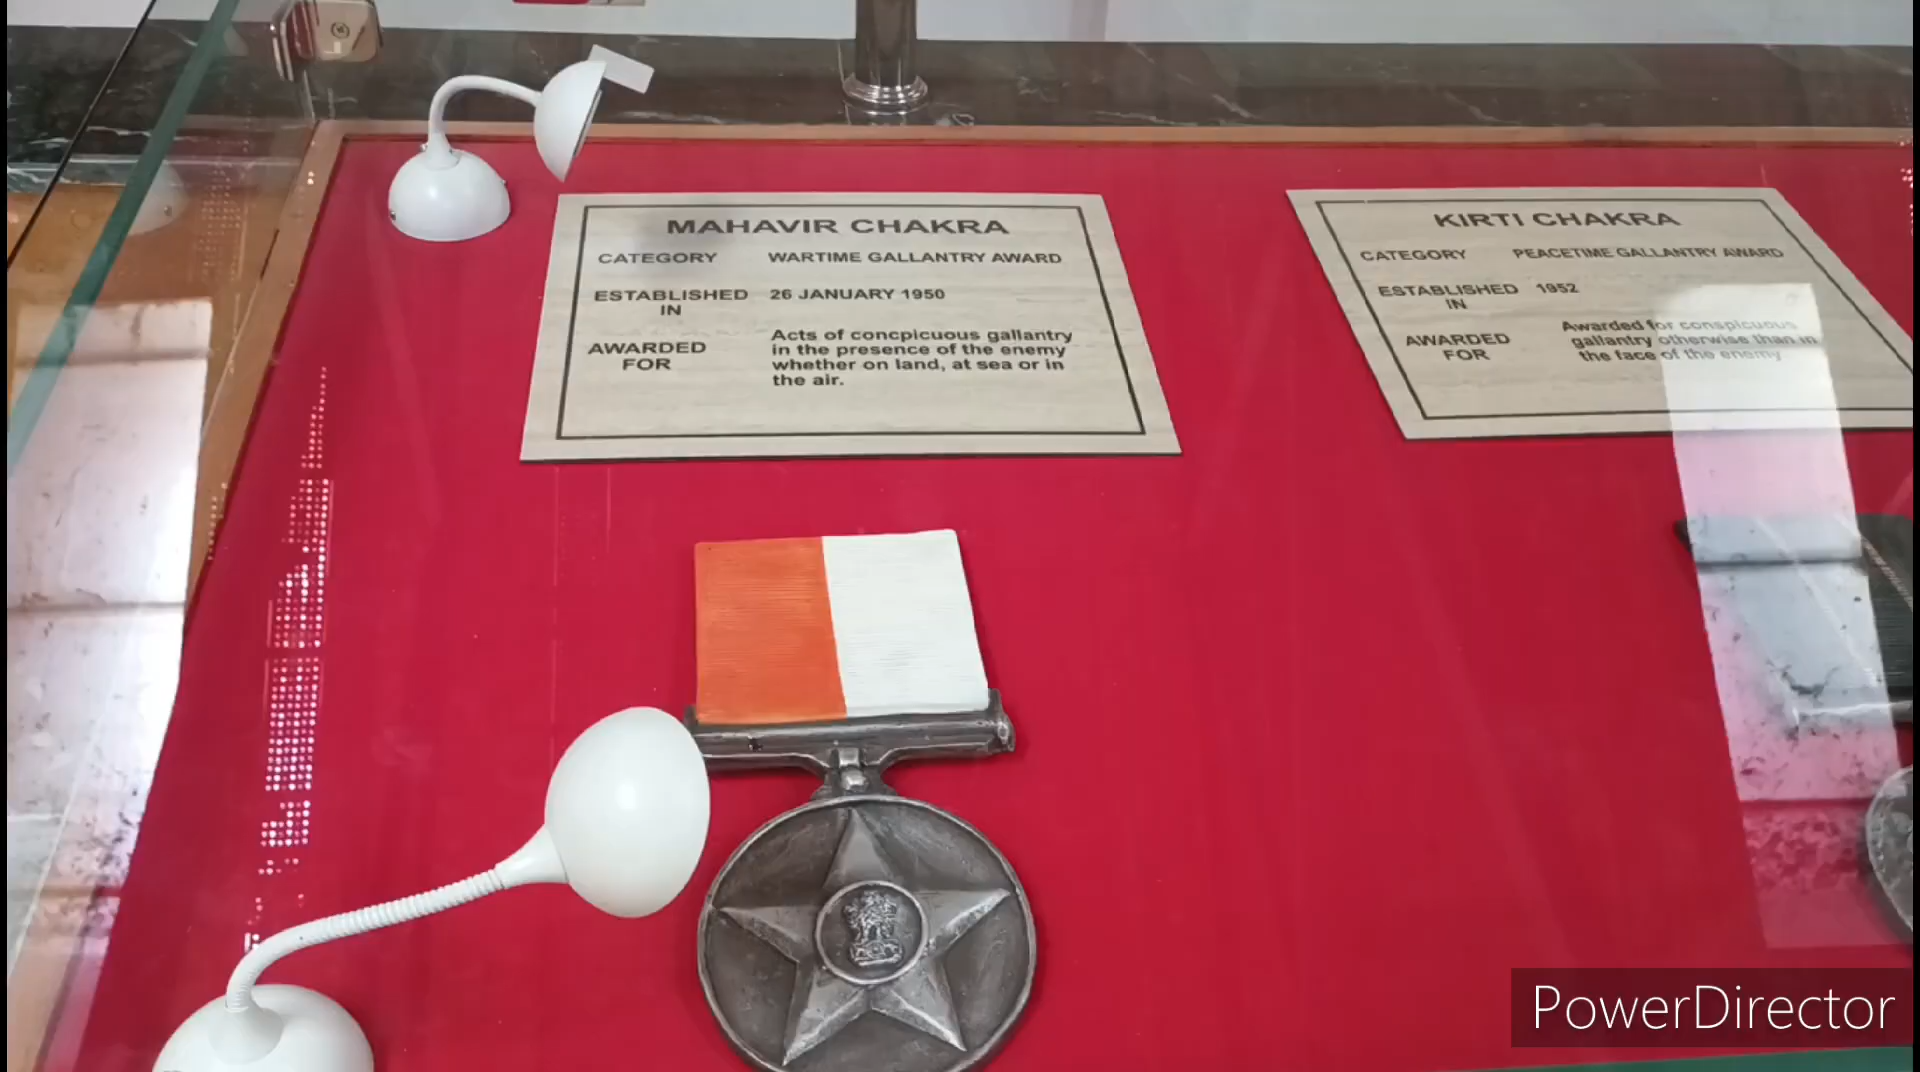 MAHAVIR CHAKRA
CATEGORY WARTIME GALLANTRY AWARD
ESTABLISHED IN 26 JANUARY 1950
AWARDED FOR Acts of concpicuous gallantry
in the presence of the enemy
whether on land, at sea or in
the air.
KIRTI CHAKRA
CATEGORY PEACETIME GALLANTRY AWARD
ESTABLISHED IN 1952
AWARDED FOR Awarded for conspicuous
gallantry otherwise than in
the face of the enemy
PowerDirector